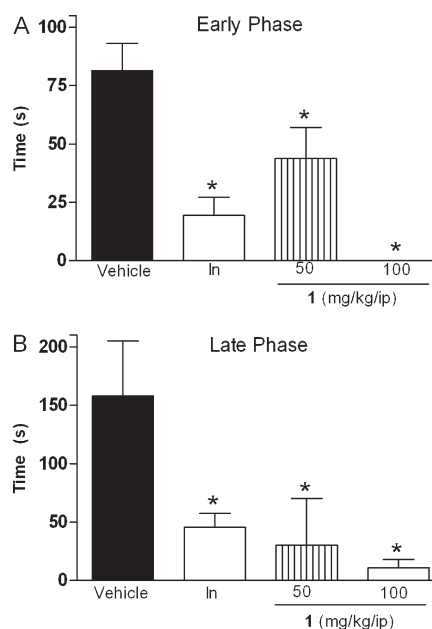 A
Early Phase
Time (s)
100
75
50
25
0
*
*
*
Vehicle
In
50
100
1 (mg/kg/ip)
B
Late Phase
Time (s)
200
150
100
50
0
*
*
*
Vehicle
In
50
100
1 (mg/kg/ip)